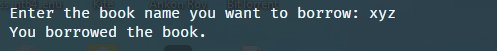 Enter the book name you want to borrow: xyz
You borrowed the book.